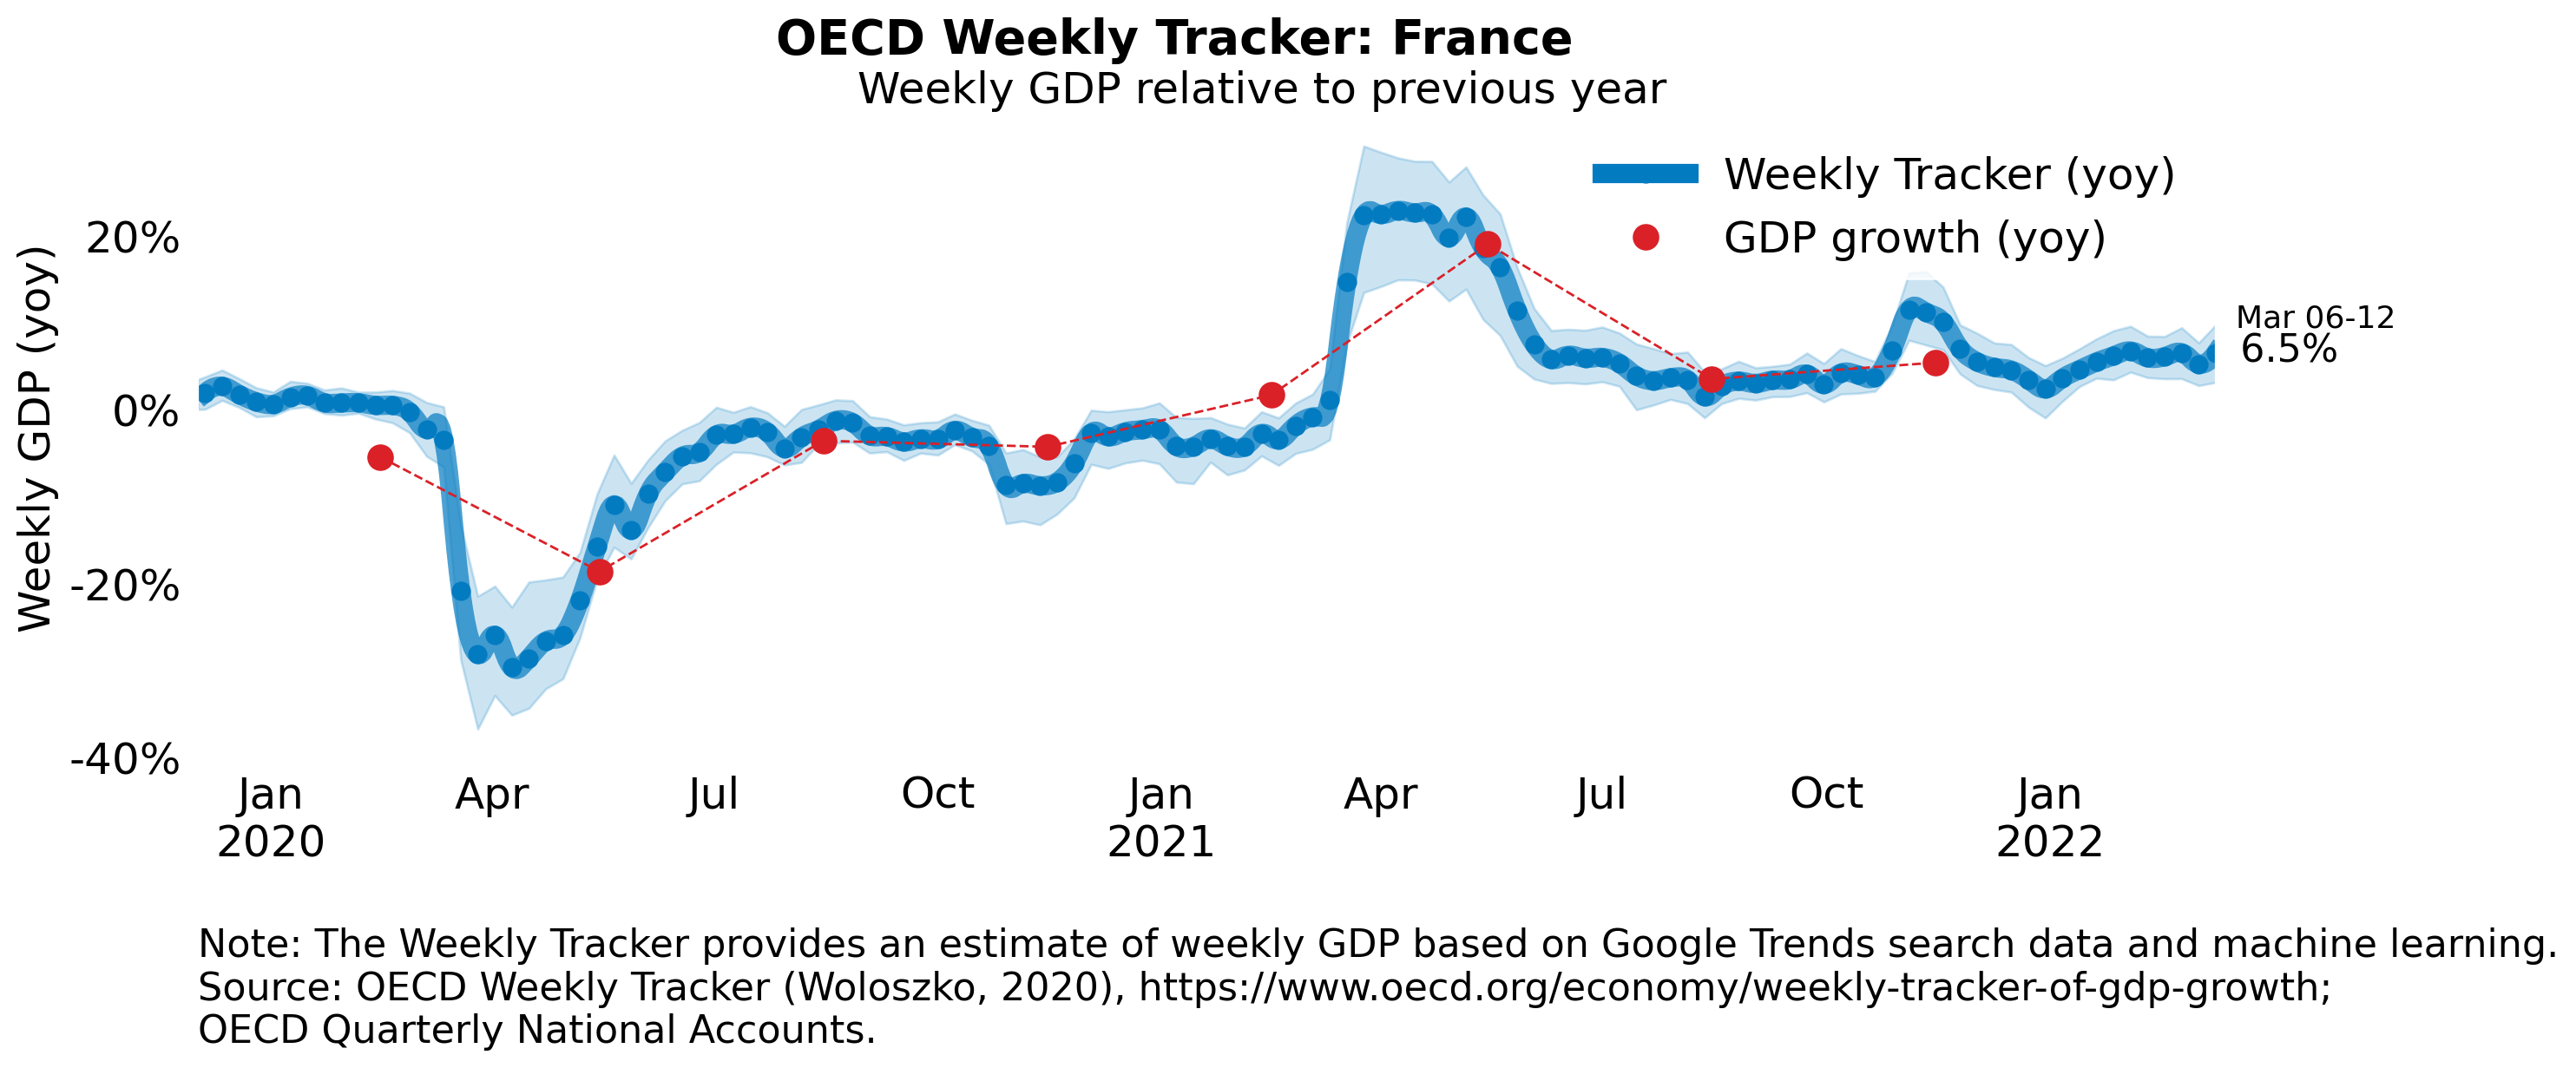 OECD Weekly Tracker: France
Weekly GDP relative to previous year
Weekly Tracker (yoy)
GDP growth (yoy)
Weekly GDP (yoy)
20%
0%
-20%
-40%
Mar 06-12
6.5%
Jan Apr Jul Oct Jan Apr Jul Oct Jan
2020 2021 2022
Note: The Weekly Tracker provides an estimate of weekly GDP based on Google Trends search data and machine learning.
Source: OECD Weekly Tracker (Woloszko, 2020), https://www.oecd.org/economy/weekly-tracker-of-gdp-growth;
OECD Quarterly National Accounts.